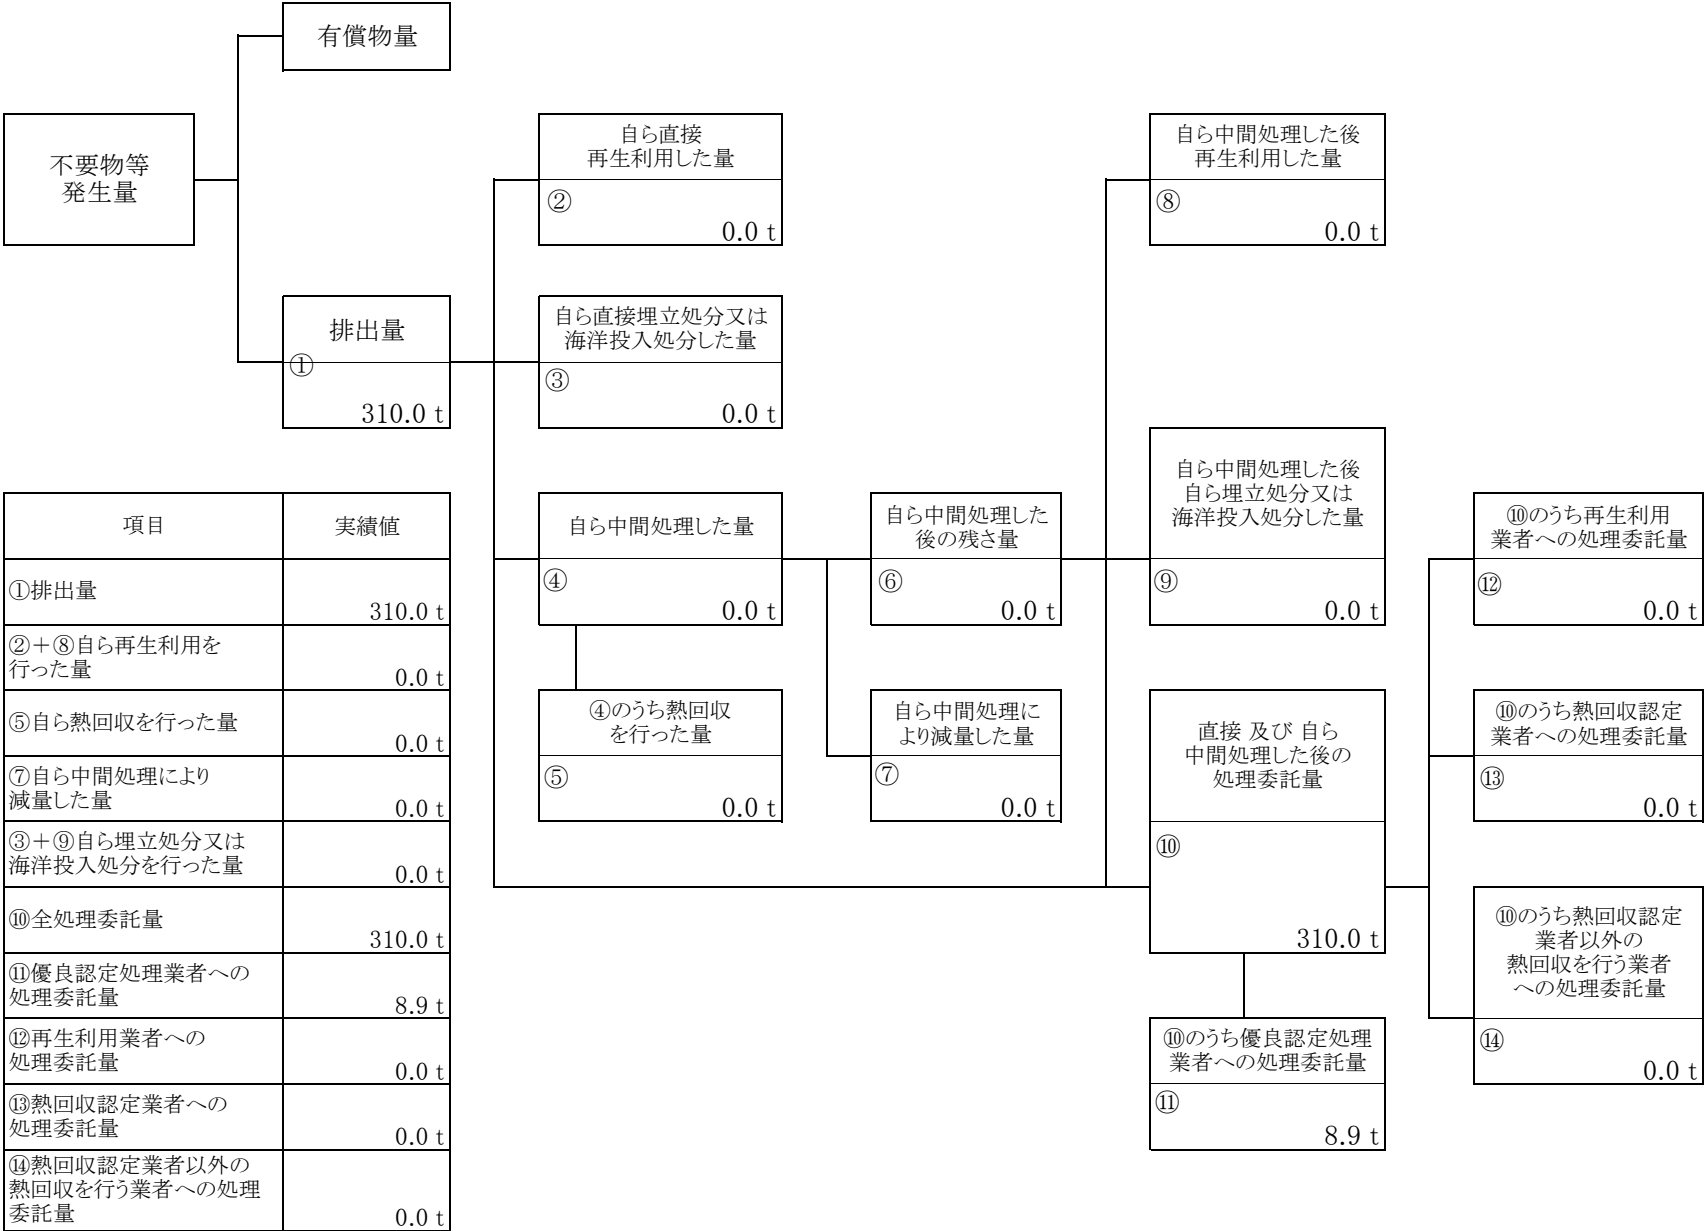 有償物量
不要物等
発生量
自ら直接
再生利用した量
②
0.0 t
自ら中間処理した後
再生利用した量
⑧
0.0 t
排出量
①
310.0 t
自ら直接埋立処分又は
海洋投入処分した量
③
0.0 t
自ら中間処理した量
④
0.0 t
自ら中間処理した
後の残さ量
⑥
0.0 t
自ら中間処理した後
自ら埋立処分又は
海洋投入処分した量
⑨
0.0 t
⑩のうち再生利用
業者への処理委託量
⑫
0.0 t
④のうち熱回収
を行った量
⑤
0.0 t
自ら中間処理に
より減量した量
⑦
0.0 t
直接 及び 自ら
中間処理した後の
処理委託量
⑩
310.0 t
⑩のうち熱回収認定
業者への処理委託量
⑬
0.0 t
⑩のうち熱回収認定
業者以外の
熱回収を行う業者
への処理委託量
⑭
0.0 t
⑩のうち優良認定処理
業者への処理委託量
⑪
8.9 t
項目
実績値
①排出量
310.0 t
②＋⑧自ら再生利用を
行った量
0.0 t
⑤自ら熱回収を行った量
0.0 t
⑦自ら中間処理により
減量した量
0.0 t
③＋⑨自ら埋立処分又は
海洋投入処分を行った量
0.0 t
⑩全処理委託量
310.0 t
⑪優良認定処理業者への
処理委託量
8.9 t
⑫再生利用業者への
処理委託量
0.0 t
⑬熱回収認定業者への
処理委託量
0.0 t
⑭熱回収認定業者以外の
熱回収を行う業者への処理
委託量
0.0 t